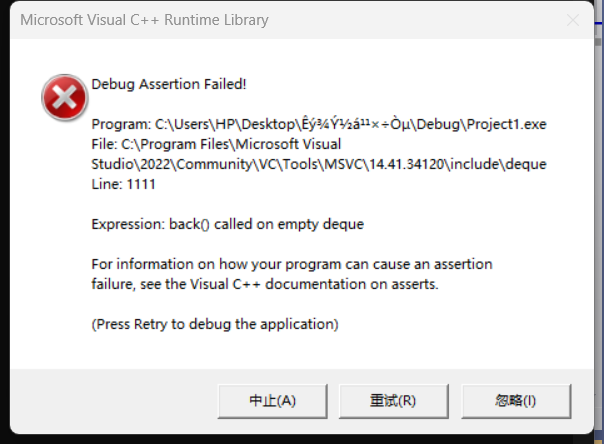 Microsoft Visual C++ Runtime Library
Debug Assertion Failed!
Program: C:\Users\HP\Desktop\Êý¾Ý½á¹¹×÷Òµ\Debug\Project1.exe
File: C:\Program Files\Microsoft Visual
Studio\2022\Community\VC\Tools\MSVC\14.41.34120\include\deque
Line: 1111
Expression: back() called on empty deque
For information on how your program can cause an assertion
failure, see the Visual C++ documentation on asserts.
(Press Retry to debug the application)
中止(A)
重试(R)
忽略(I)